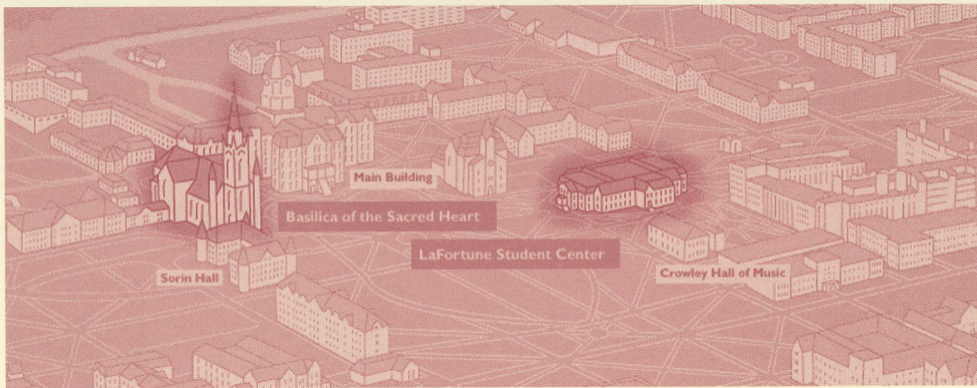 Main Building
Basilica of the Sacred Heart
LaFortune Student Center
Sorin Hall
Crowley Hall of Music